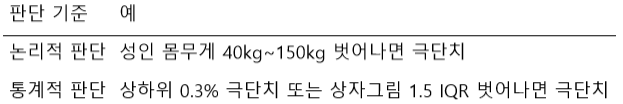 판단 기준 예
논리적 판단 성인 몸무게 40kg~150kg 벗어나면 극단치
통계적 판단 상하위 0.3% 극단치 또는 상자그림 1.5 IQR 벗어나면 극단치